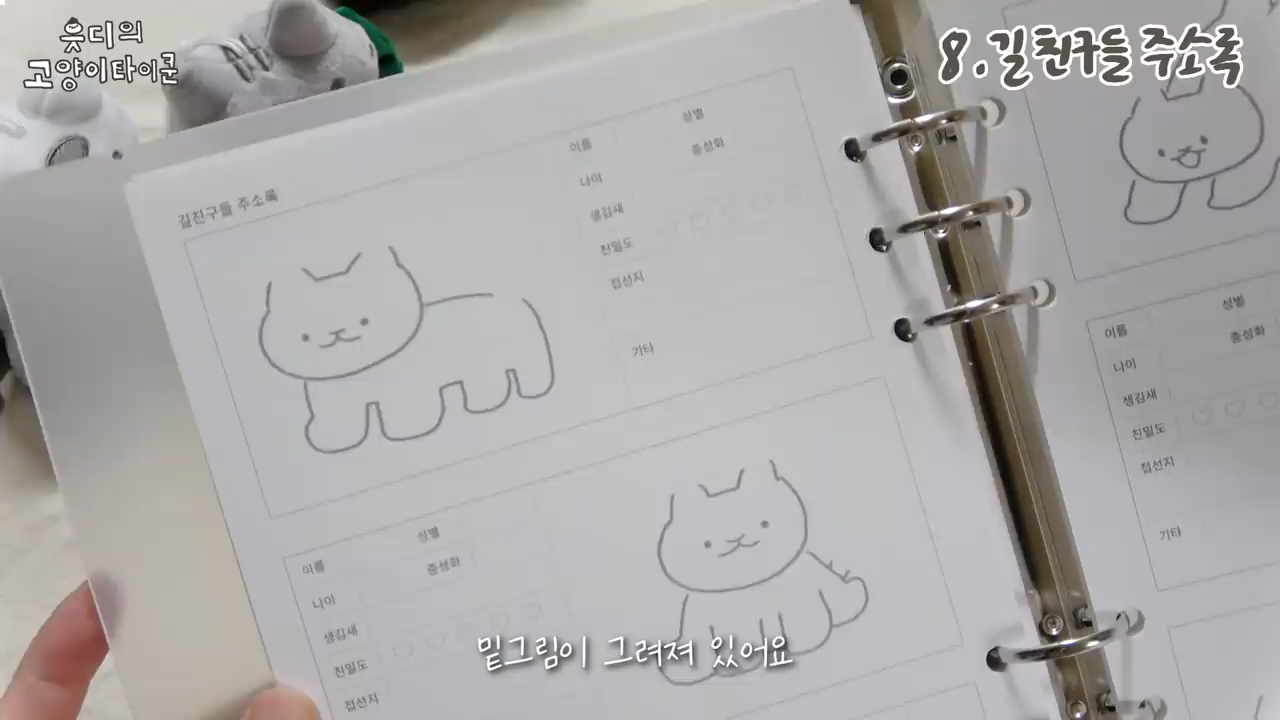 읏디의
고양이타이쿤
8. 길친구들 주소록
길친구들 주소록
이름
성별
나이
중성화
생김새
친밀도
접선지
기타
이름
성별
나이
중성화
생김새
친밀도
접선지
이름
성별
나이
중성화
생김새
친밀도
접선지
기타
밑그림이 그려져 있어요